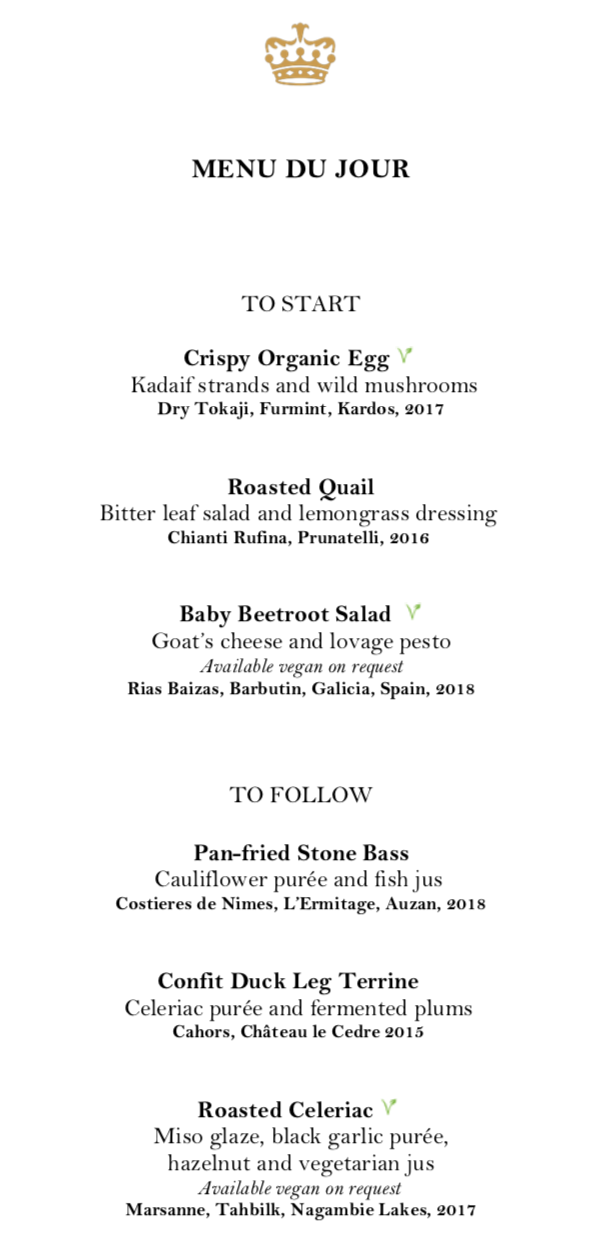 MENU DU JOUR
TO START
Crispy Organic Egg
Kadaif strands and wild mushrooms
Dry Tokaji, Furmint, Kardos, 2017
Roasted Quail
Bitter leaf salad and lemongrass dressing
Chianti Rufina, Prunatelli, 2016
Baby Beetroot Salad
Goat's cheese and lovage pesto
Available vegan on request
Rias Baizas, Barbutin, Galicia, Spain, 2018
TO FOLLOW
Pan-fried Stone Bass
Cauliflower purée and fish jus
Costieres de Nimes, L'Ermitage, Auzan, 2018
Confit Duck Leg Terrine
Celeriac purée and fermented plums
Cahors, Château le Cedre 2015
Roasted Celeriac
Miso glaze, black garlic purée,
hazelnut and vegetarian jus
Available vegan on request
Marsanne, Tahbilk, Nagambie Lakes, 2017